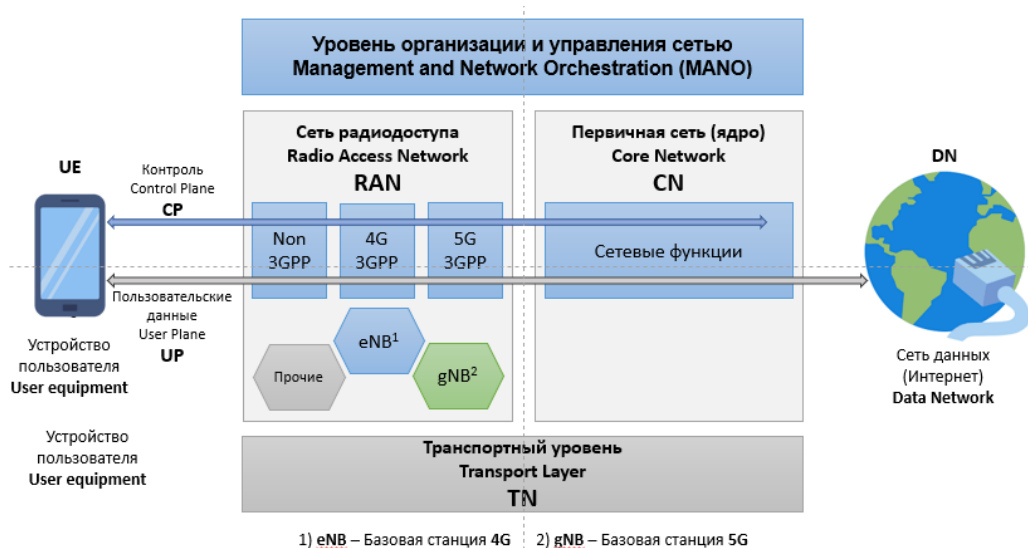 Уровень организации и управления сетью
Management and Network Orchestration (MANO)
Сеть радиодоступа
Radio Access Network
RAN
Первичная сеть (ядро)
Core Network
CN
UE
Контроль
Control Plane
CP
DN
Non
3GPP
4G
3GPP
5G
3GPP
Сетевые функции
Пользовательские
данные
User Plane
UP
eNB1
Прочие
gNB2
Устройство
пользователя
User equipment
Сеть данных
(Интернет)
Data Network
Устройство
пользователя
User equipment
Транспортный уровень
Transport Layer
TN
1) eNB – Базовая станция 4G
2) gNB – Базовая станция 5G